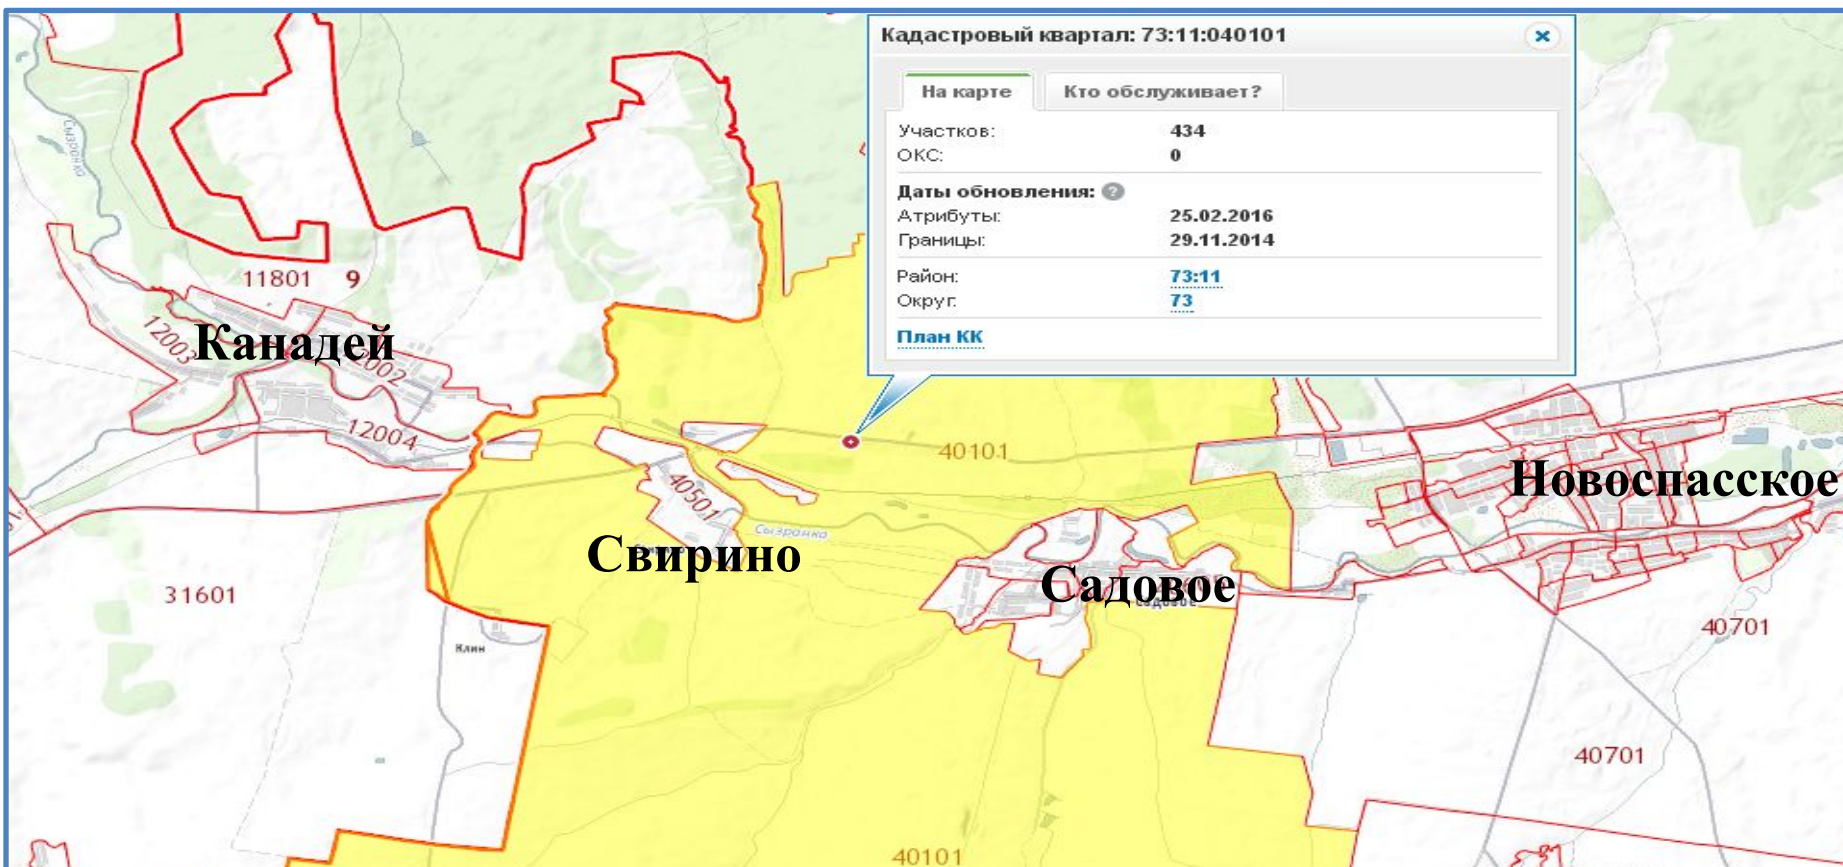 Кадастровый квартал: 73:11:040101
На карте
Кто обслуживает?
Участков: 434
ОКС: 0
Даты обновления: ?
Атрибуты: 25.02.2016
Границы: 29.11.2014
Район: 73:11
Округ: 73
План КК
Сызранка
11801 9
12003
Канадей
12004
40101
40501
Новоспасское
Сызранка
Свирино
Садовое
Садовое
31601
Клин
40701
40701
40101